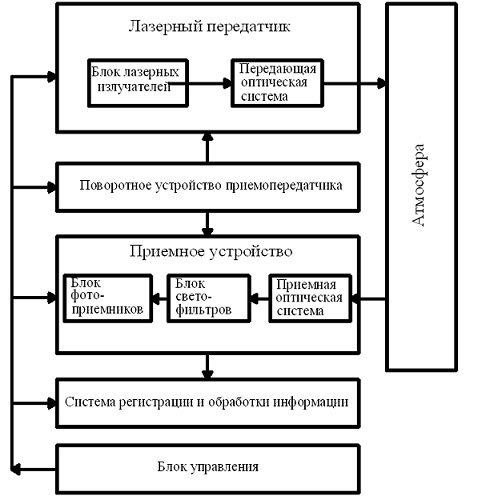 Лазерный передатчик
Блок лазерных
излучателей
Передающая
оптическая
система
Атмосфера
Поворотное устройство приемопередатчика
Приемное устройство
Блок
фото-
приемников
Блок
свето-
фильтров
Приемная
оптическая
система
Система регистрации и обработки информации
Блок управления